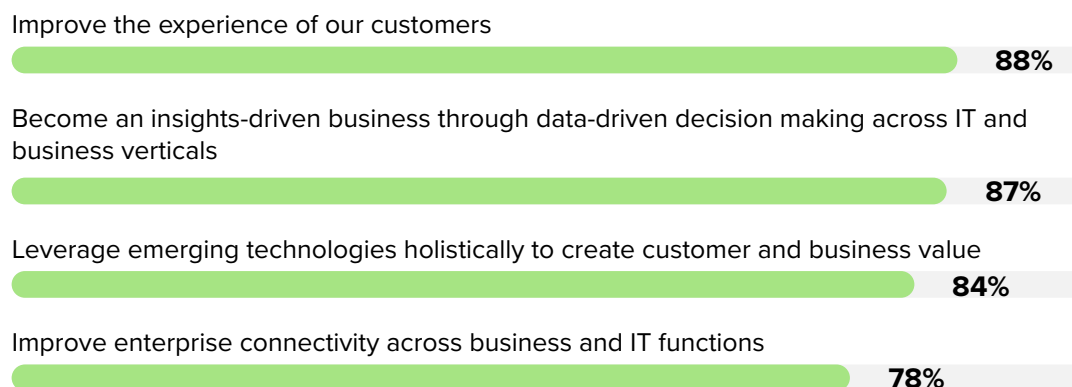 Improve the experience of our customers
88%
Become an insights-driven business through data-driven decision making across IT and
business verticals
87%
Leverage emerging technologies holistically to create customer and business value
84%
Improve enterprise connectivity across business and IT functions
78%